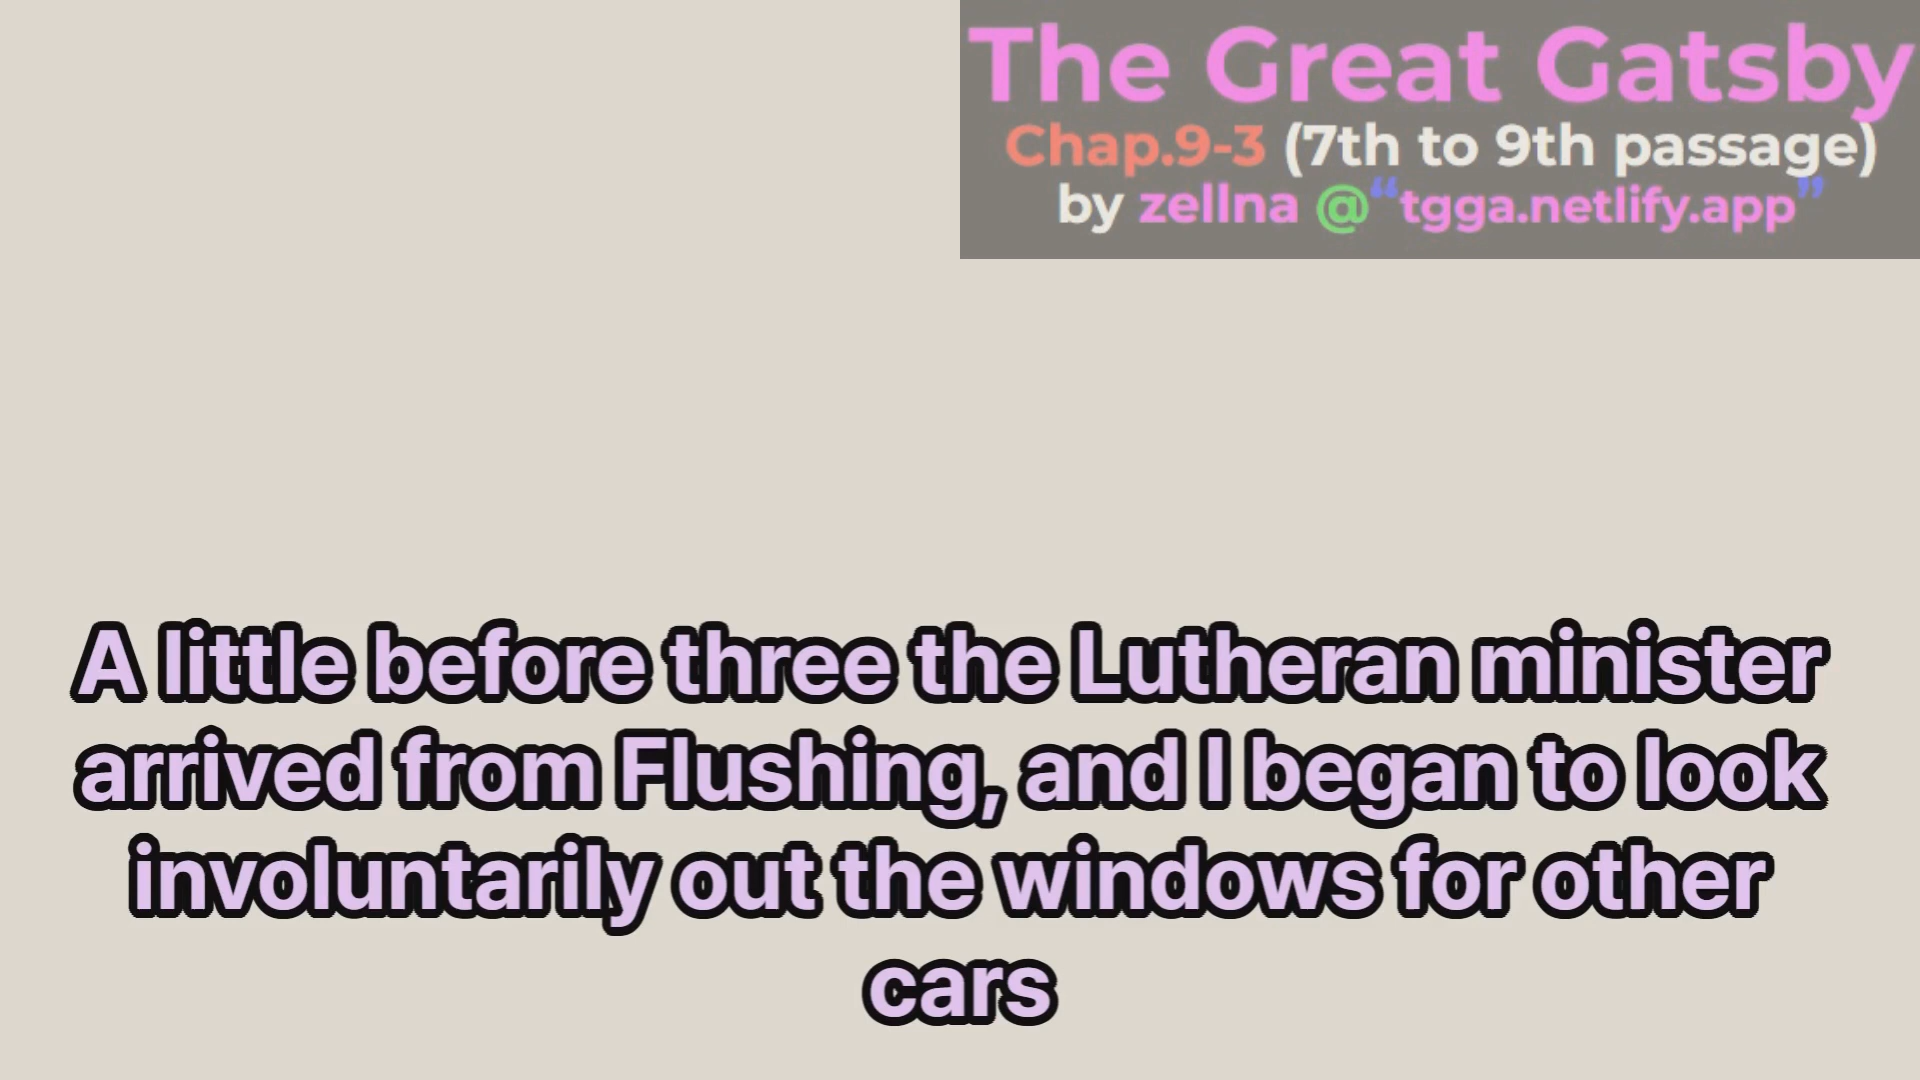 The Great Gatsby
Chap.9-3 (7th to 9th passage)
by zellna @“tgga.netlify.app”
A little before three the Lutheran minister
arrived from Flushing, and I began to look
involuntarily out the windows for other
cars